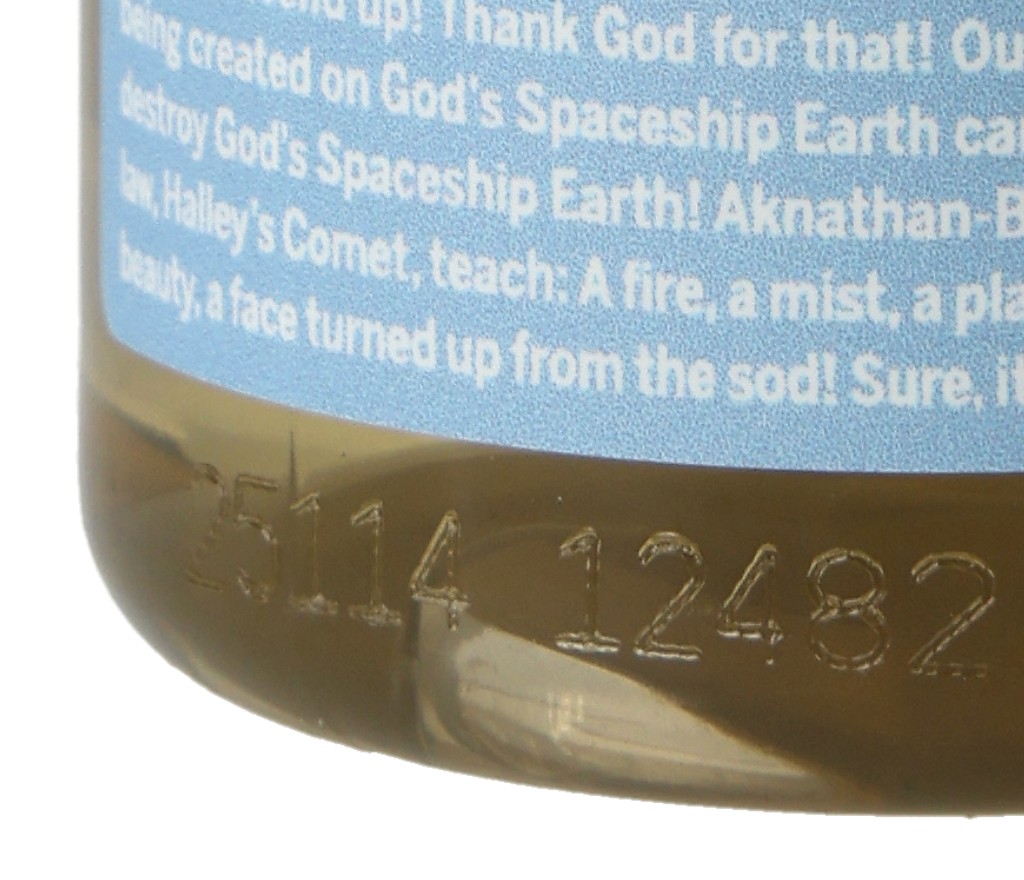 up! Thank God for that! Ou
being created on God's Spaceship Earth ca
destroy God's Spaceship Earth! Aknathan-B
law, Halley's Comet, teach: A fire, a mist, a pla
beauty, a face turned up from the sod! Sure, it
25114 12482